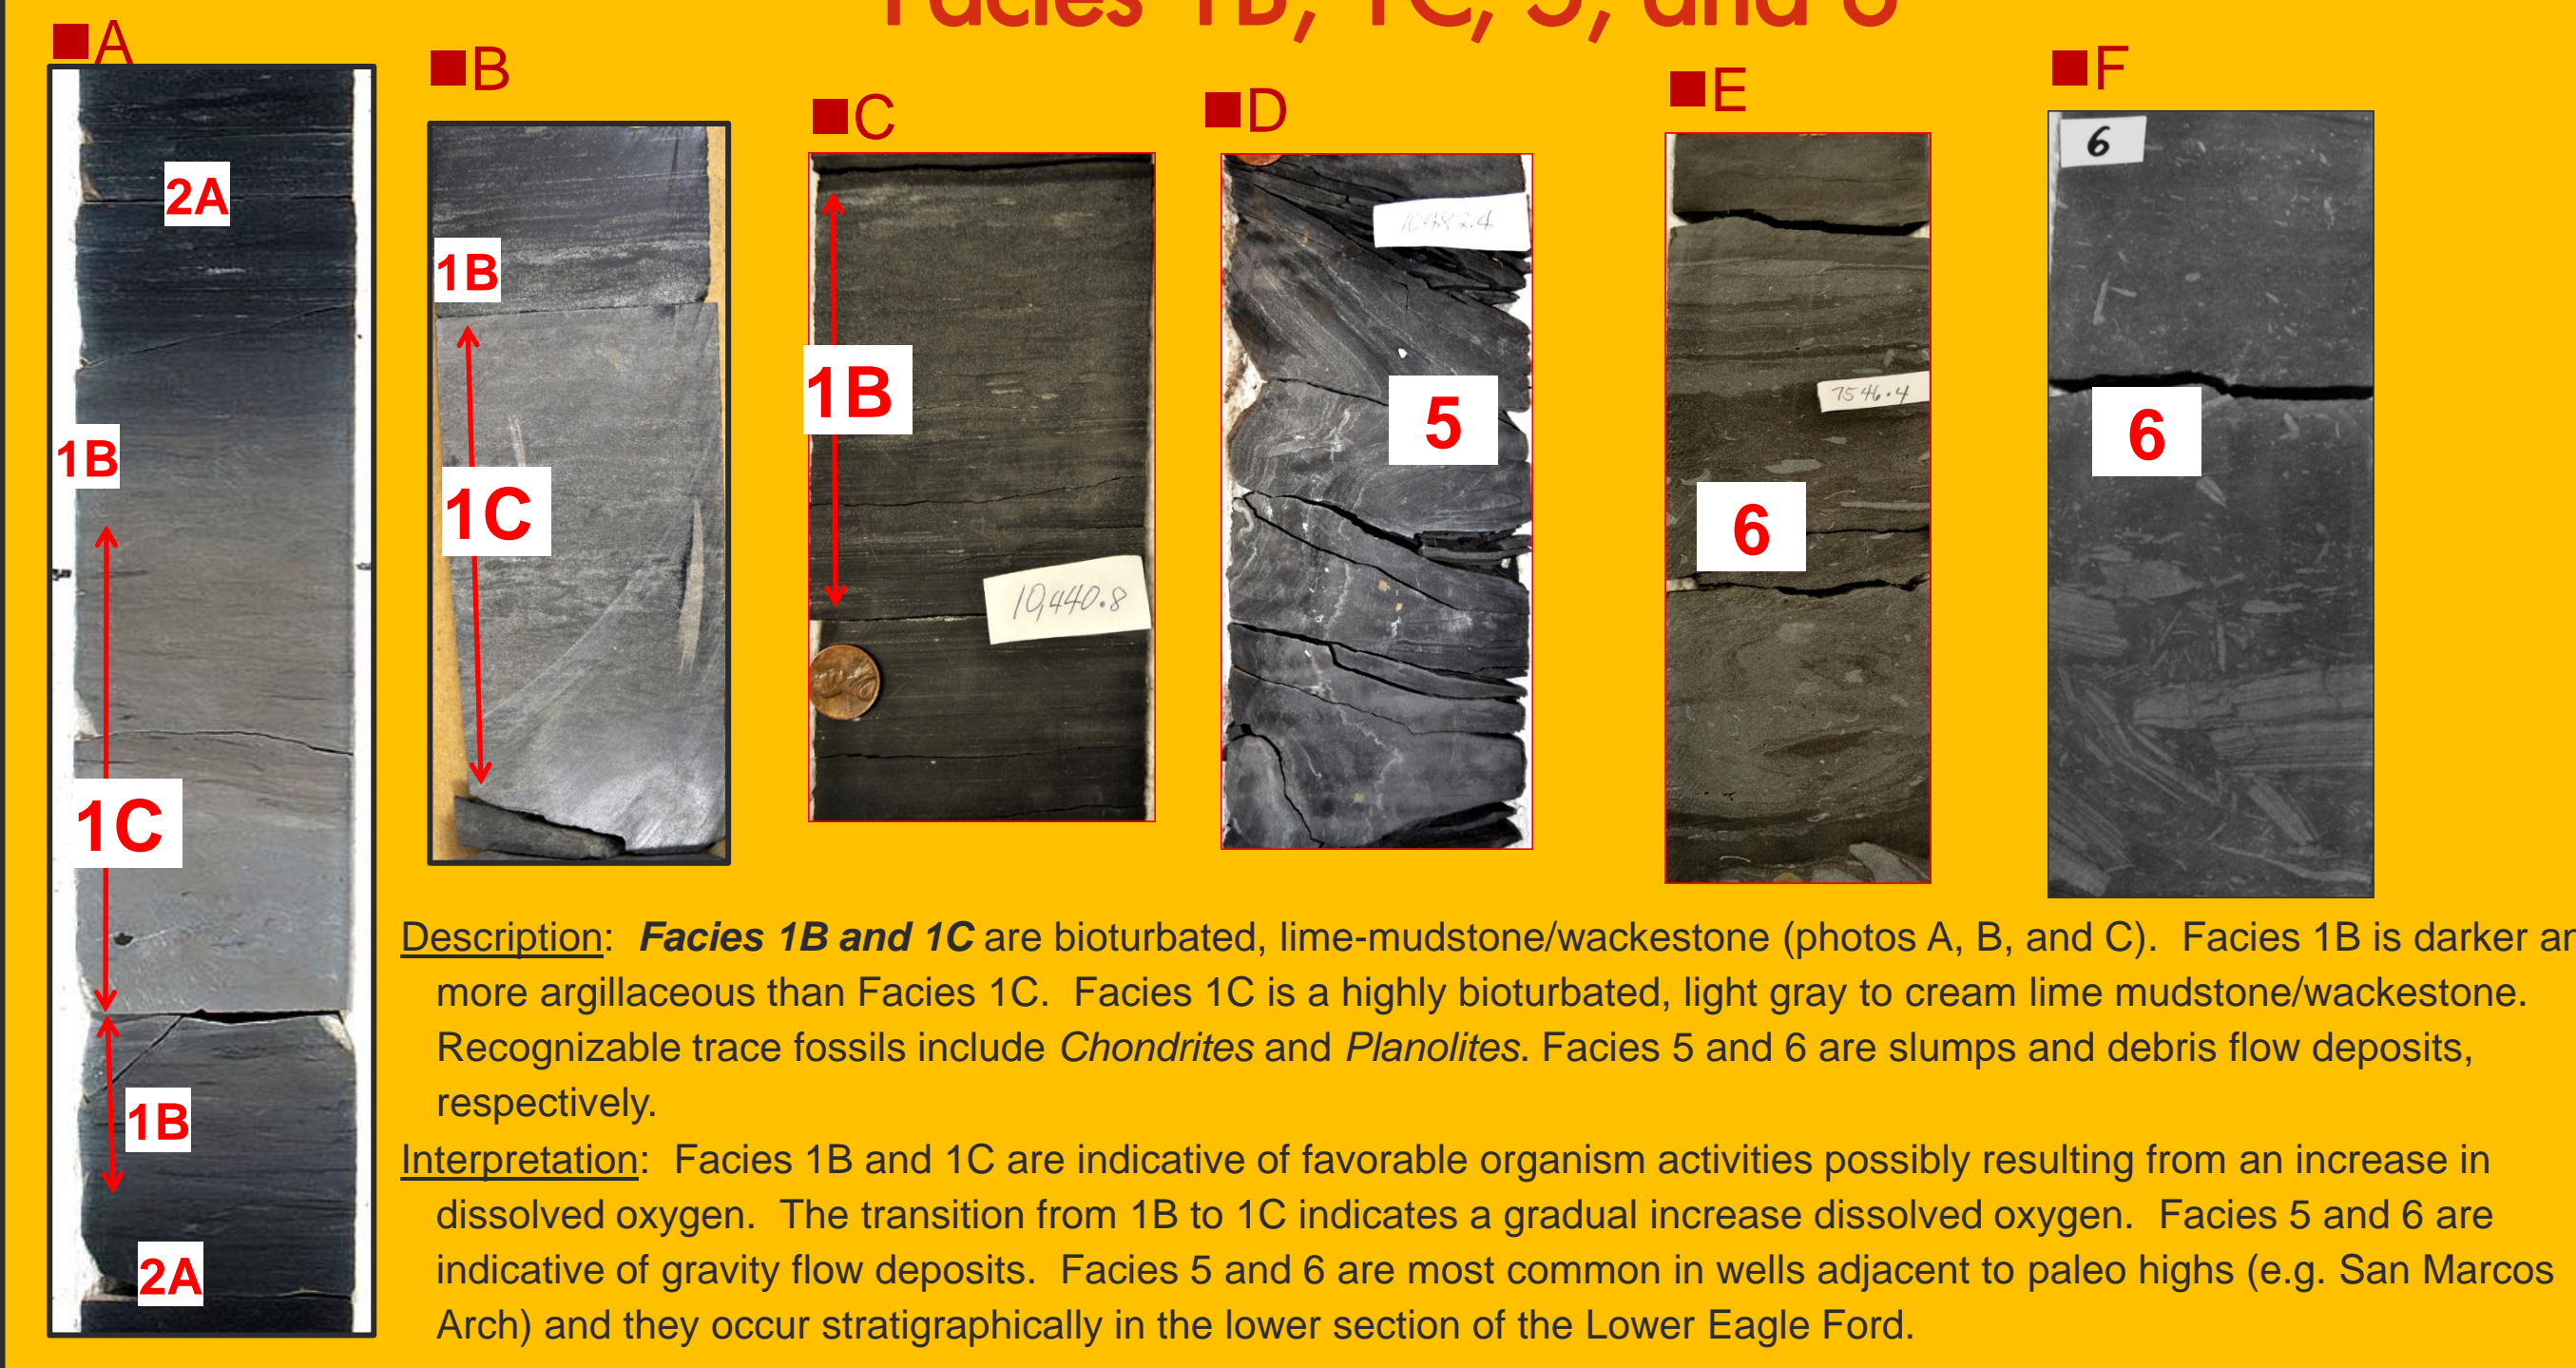 Facies 1B, 1C, 5, and 6
A
B
C
D
E
F
2A
1B
1C
1B
2A
1B
1C
1B
10,440.8
5
7546.4
6
6
6
Description: Facies 1B and 1C are bioturbated, lime-mudstone/wackestone (photos A, B, and C). Facies 1B is darker
more argillaceous than Facies 1C. Facies 1C is a highly bioturbated, light gray to cream lime mudstone/wackestone.
Recognizable trace fossils include Chondrites and Planolites. Facies 5 and 6 are slumps and debris flow deposits,
respectively.
Interpretation: Facies 1B and 1C are indicative of favorable organism activities possibly resulting from an increase in
dissolved oxygen. The transition from 1B to 1C indicates a gradual increase dissolved oxygen. Facies 5 and 6 are
indicative of gravity flow deposits. Facies 5 and 6 are most common in wells adjacent to paleo highs (e.g. San Marcos
Arch) and they occur stratigraphically in the lower section of the Lower Eagle Ford.